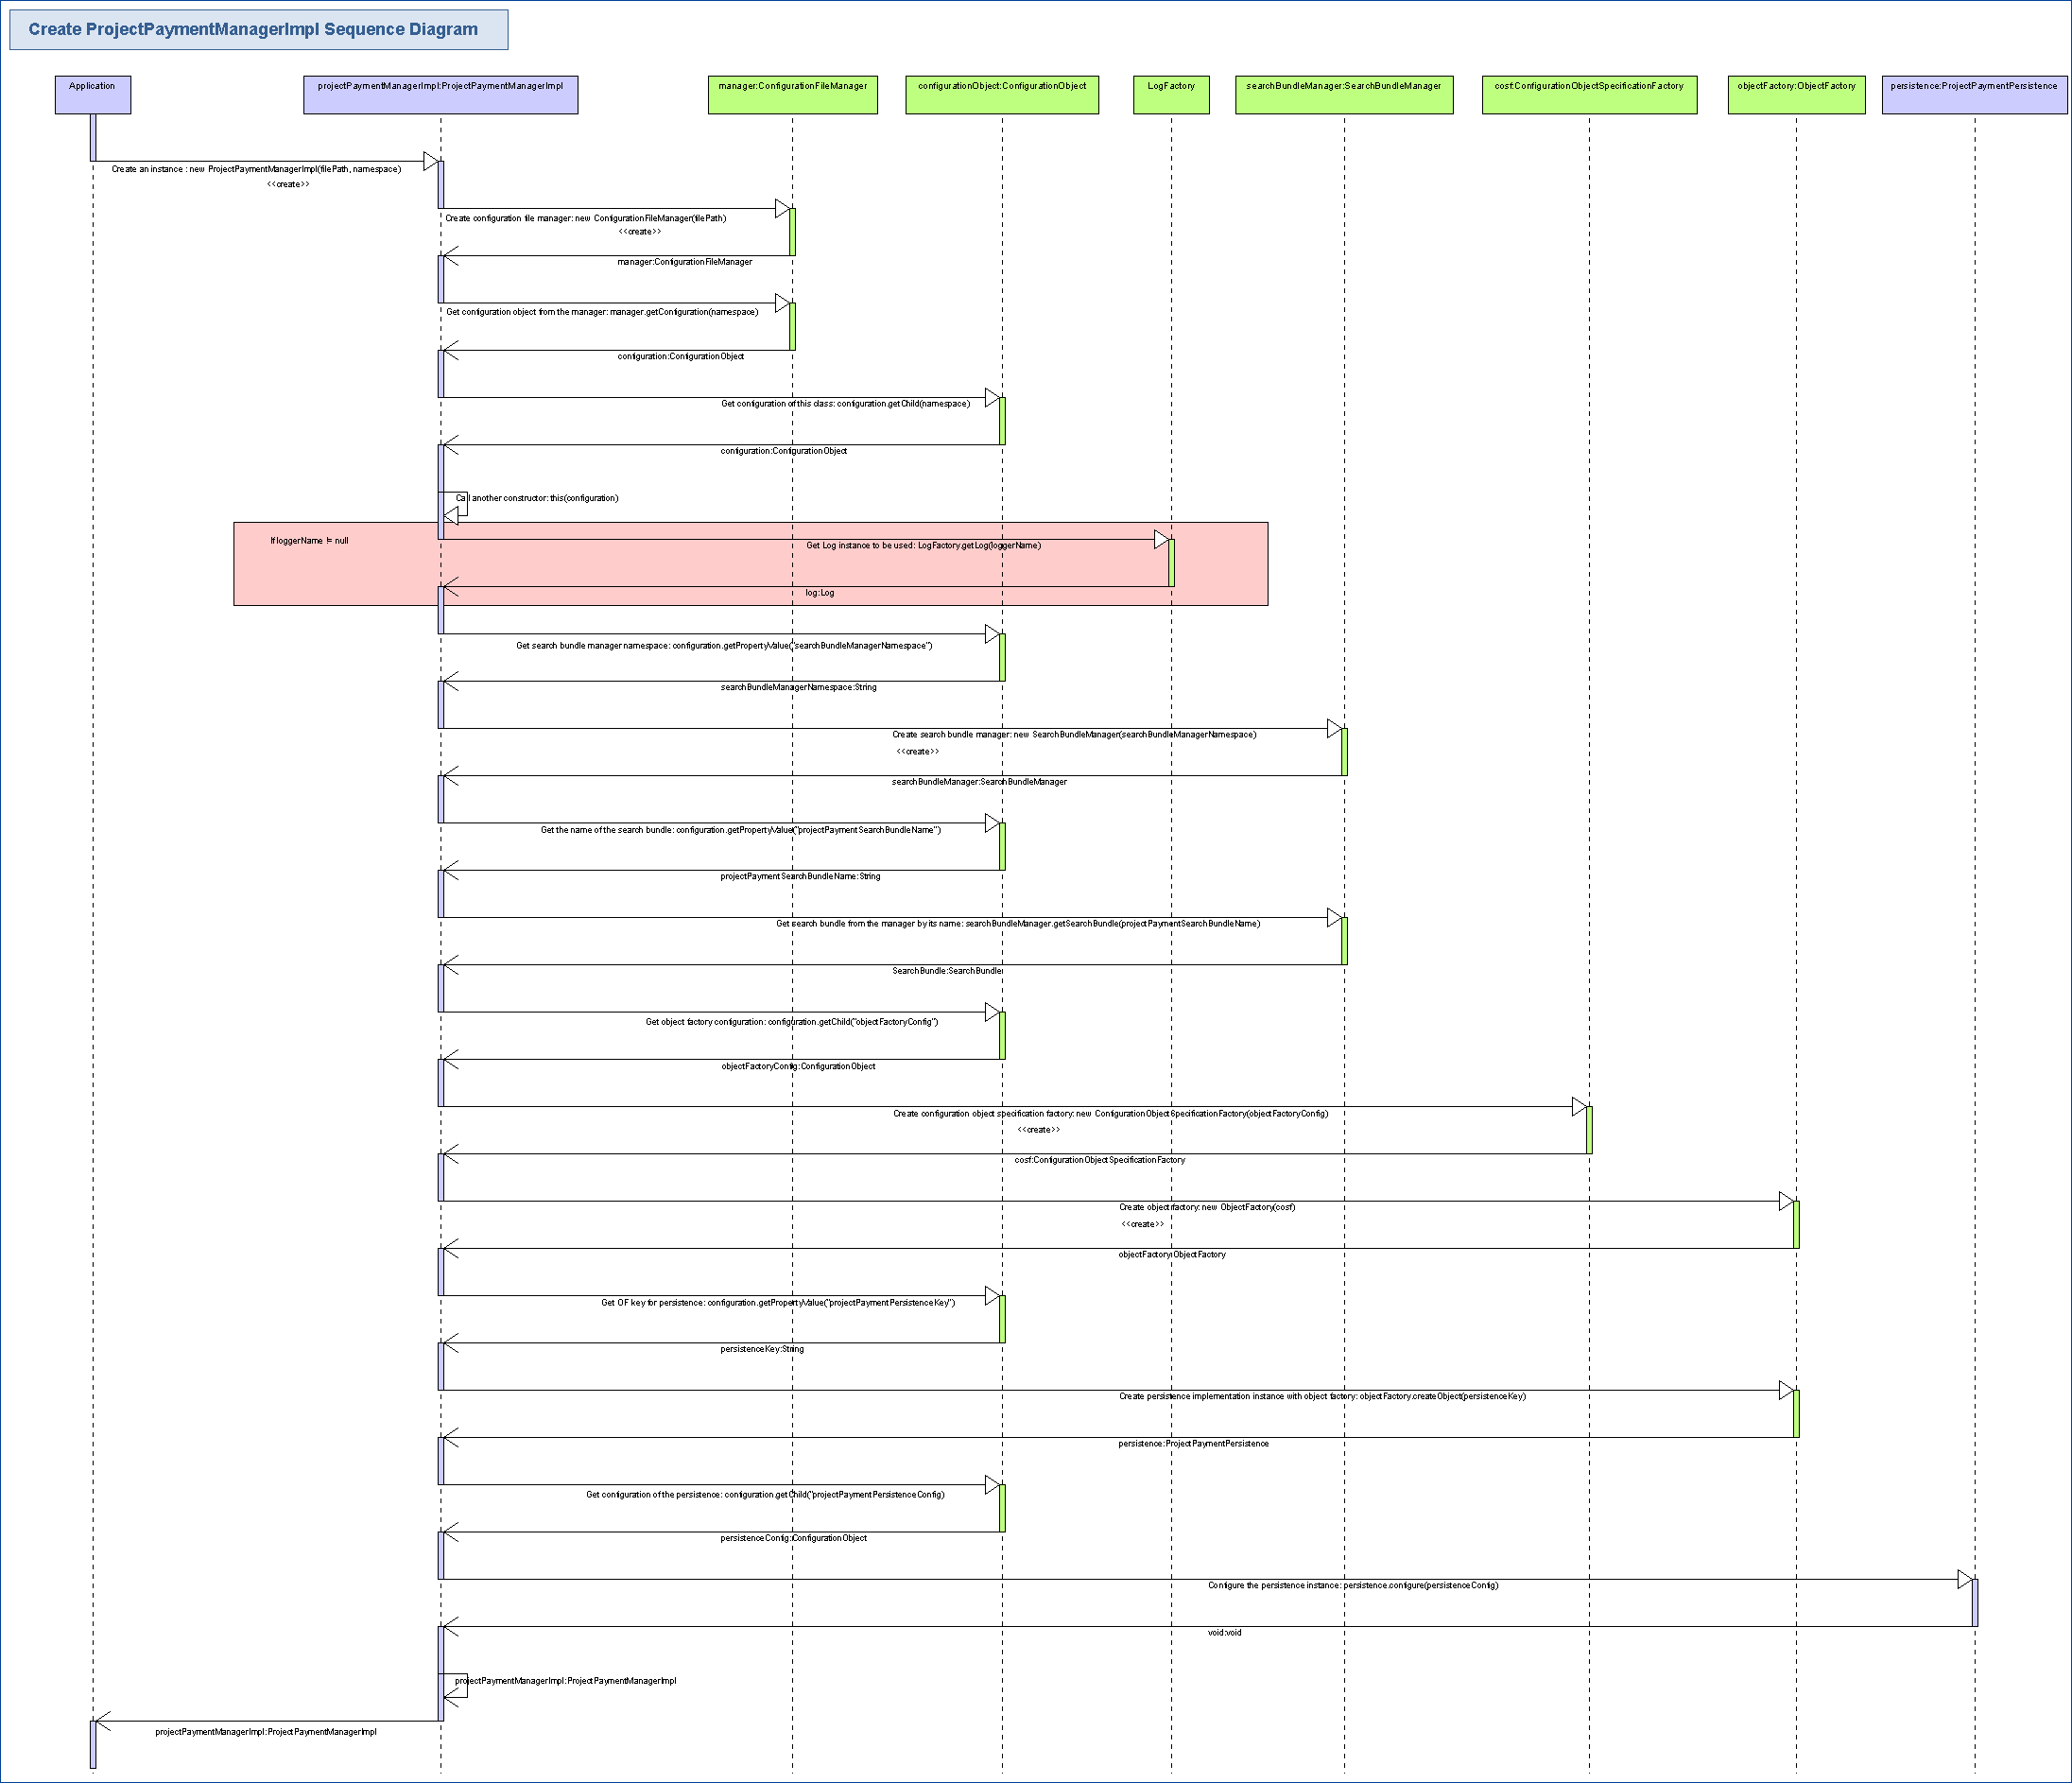 Create ProjectPaymentManagerImpl Sequence Diagram
Application
projectPaymentManagerImpl:ProjectPaymentManagerImpl
manager:ConfigurationFileManager
configurationObject:ConfigurationObject
LogFactory
searchBundleManager:SearchBundleManager
cosf:ConfigurationObjectSpecificationFactory
objectFactory:ObjectFactory
persistence:ProjectPaymentPersistence
Create an instance : new ProjectPaymentManagerImpl(filePath, namespace)
<<create>>
Create configuration file manager: new ConfigurationFileManager(filePath)
<<create>>
manager:ConfigurationFileManager
Get configuration object from the manager: manager.getConfiguration(namespace)
configuration:ConfigurationObject
Get configuration of this class: configuration.getChild(namespace)
configuration:ConfigurationObject
Call another constructor: this(configuration)
If loggerName != null
Get Log instance to be used: LogFactory.getLog(loggerName)
log:Log
Get search bundle manager namespace: configuration.getPropertyValue("searchBundleManagerNamespace")
searchBundleManagerNamespace:String
Create search bundle manager: new SearchBundleManager(searchBundleManagerNamespace)
<<create>>
searchBundleManager:SearchBundleManager
Get the name of the search bundle: configuration.getPropertyValue("projectPaymentSearchBundleName")
projectPaymentSearchBundleName:String
Get search bundle from the manager by its name: searchBundleManager.getSearchBundle(projectPaymentSearchBundleName)
SearchBundle:SearchBundler
Get object factory configuration: configuration.getChild("objectFactoryConfig")
objectFactoryConfig:ConfigurationObject
Create configuration object specification factory: new ConfigurationObjectSpecificationFactory(objectFactoryConfig)
<<create>>
cosf:ConfigurationObjectSpecificationFactory
Create object factory: new ObjectFactory(cosf)
<<create>>
objectFactory:ObjectFactory
Get OF key for persistence: configuration.getPropertyValue("projectPaymentPersistenceKey")
persistenceKey:String
Create persistence implementation instance with object factory: objectFactory.createObject(persistenceKey)
persistence:ProjectPaymentPersistence
Get configuration of the persistence: configuration.getChild("projectPaymentPersistenceConfig)
persistenceConfig:ConfigurationObject
Configure the persistence instance: persistence.configure(persistenceConfig)
void:void
projectPaymentManagerImpl:ProjectPaymentManagerImpl
projectPaymentManagerImpl:ProjectPaymentManagerImpl